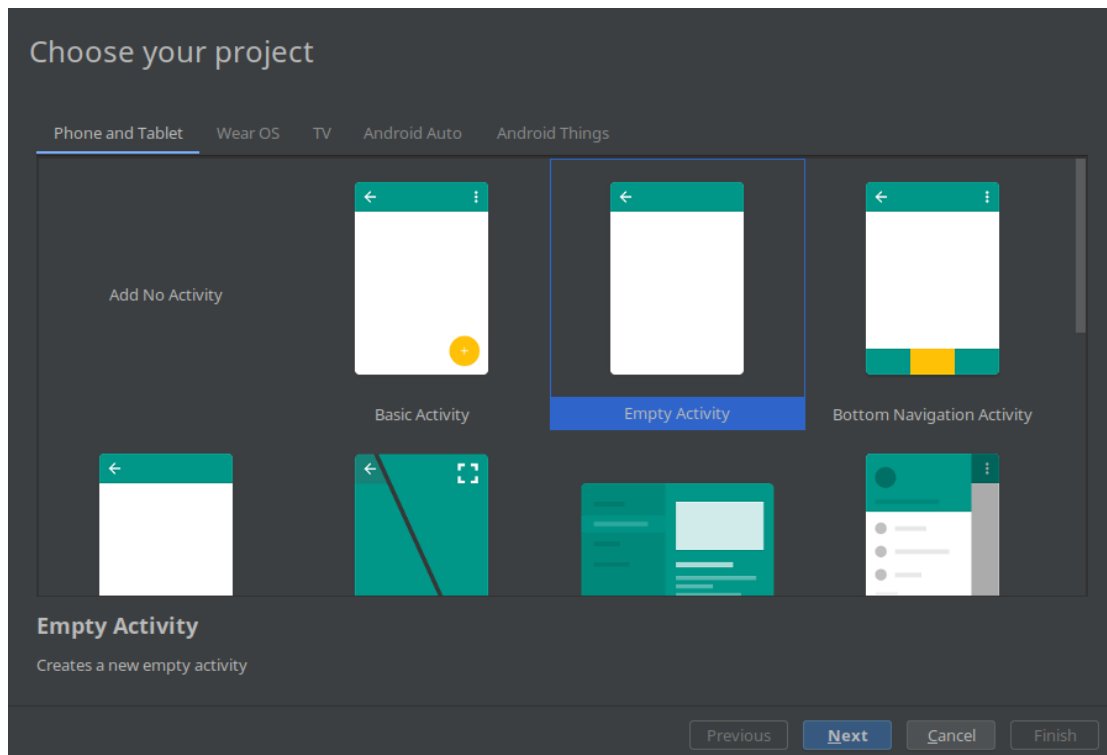 Choose your project
Phone and Tablet Wear OS TV Android Auto Android Things
Add No Activity
Basic Activity
Empty Activity
Bottom Navigation Activity
Empty Activity
Creates a new empty activity
Previous Next Cancel Finish